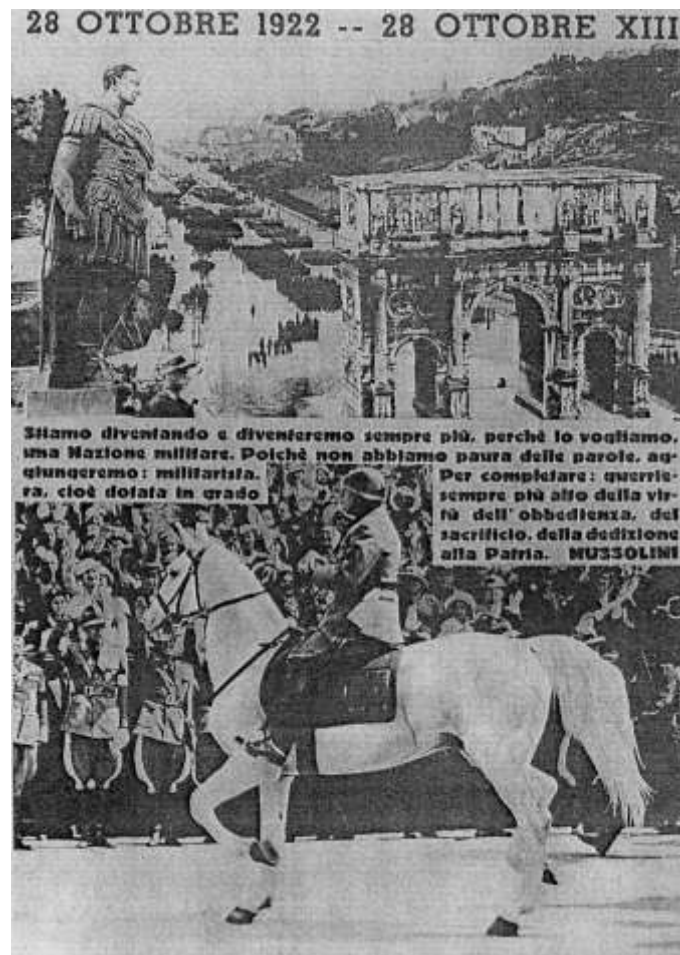 28 OTTOBRE 1922 -- 28 OTTOBRE XIII
Stiamo diventando e diventeremo sempre più, perchè lo vogliamo,
una Nazione militare. Poichè non abbiamo paura delle parole, ag-
giungeremo: militarista.
Per completare: guerrie-
ra, cioè dotata in grado
sempre più alto della vir-
tù dell'obbedienza, del
sacrificio, della dedizione
alla Patria. MUSSOLINI